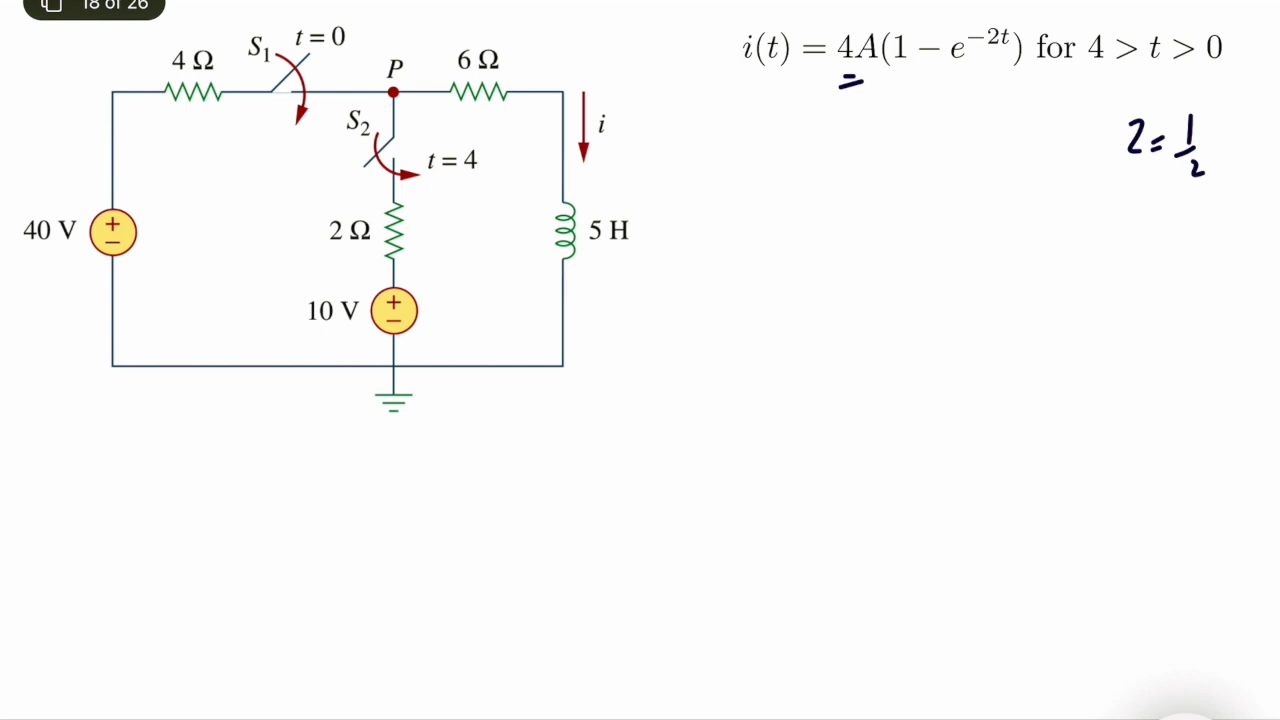 18 of 26
i(t) = 4A(1 − e^{−2t}) for 4 > t > 0
2 = 1/2
4 Ω
S₁
t = 0
P
6 Ω
S₂
t = 4
i
40 V
+
−
2 Ω
5 H
10 V
+
−